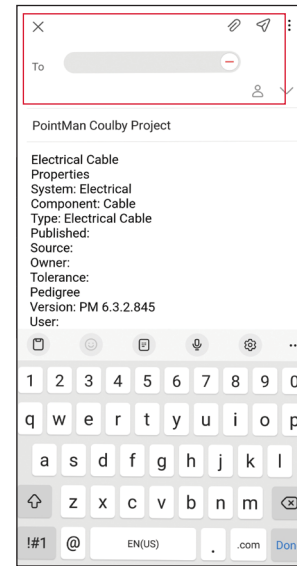 To
PointMan Coulby Project
Electrical Cable
Properties
System: Electrical
Component: Cable
Type: Electrical Cable
Published:
Source:
Owner:
Tolerance:
Pedigree
Version: PM 6.3.2.845
User:
1 2 3 4 5 6 7 8 9 0
q w e r t y u i o p
a s d f g h j k l
z x c v b n m
!#1 @ EN(US) . .com Don